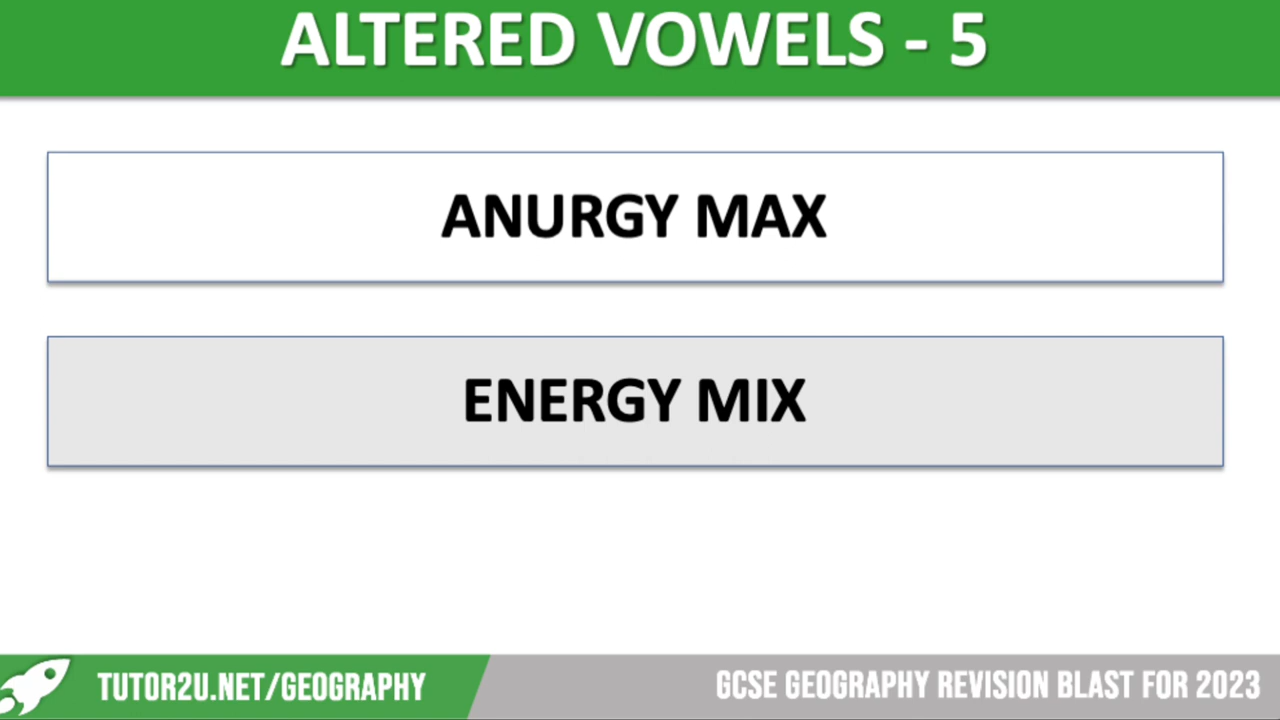 ALTERED VOWELS - 5
ANURGY MAX
ENERGY MIX
TUTOR2U.NET/GEOGRAPHY
GCSE GEOGRAPHY REVISION BLAST FOR 2023